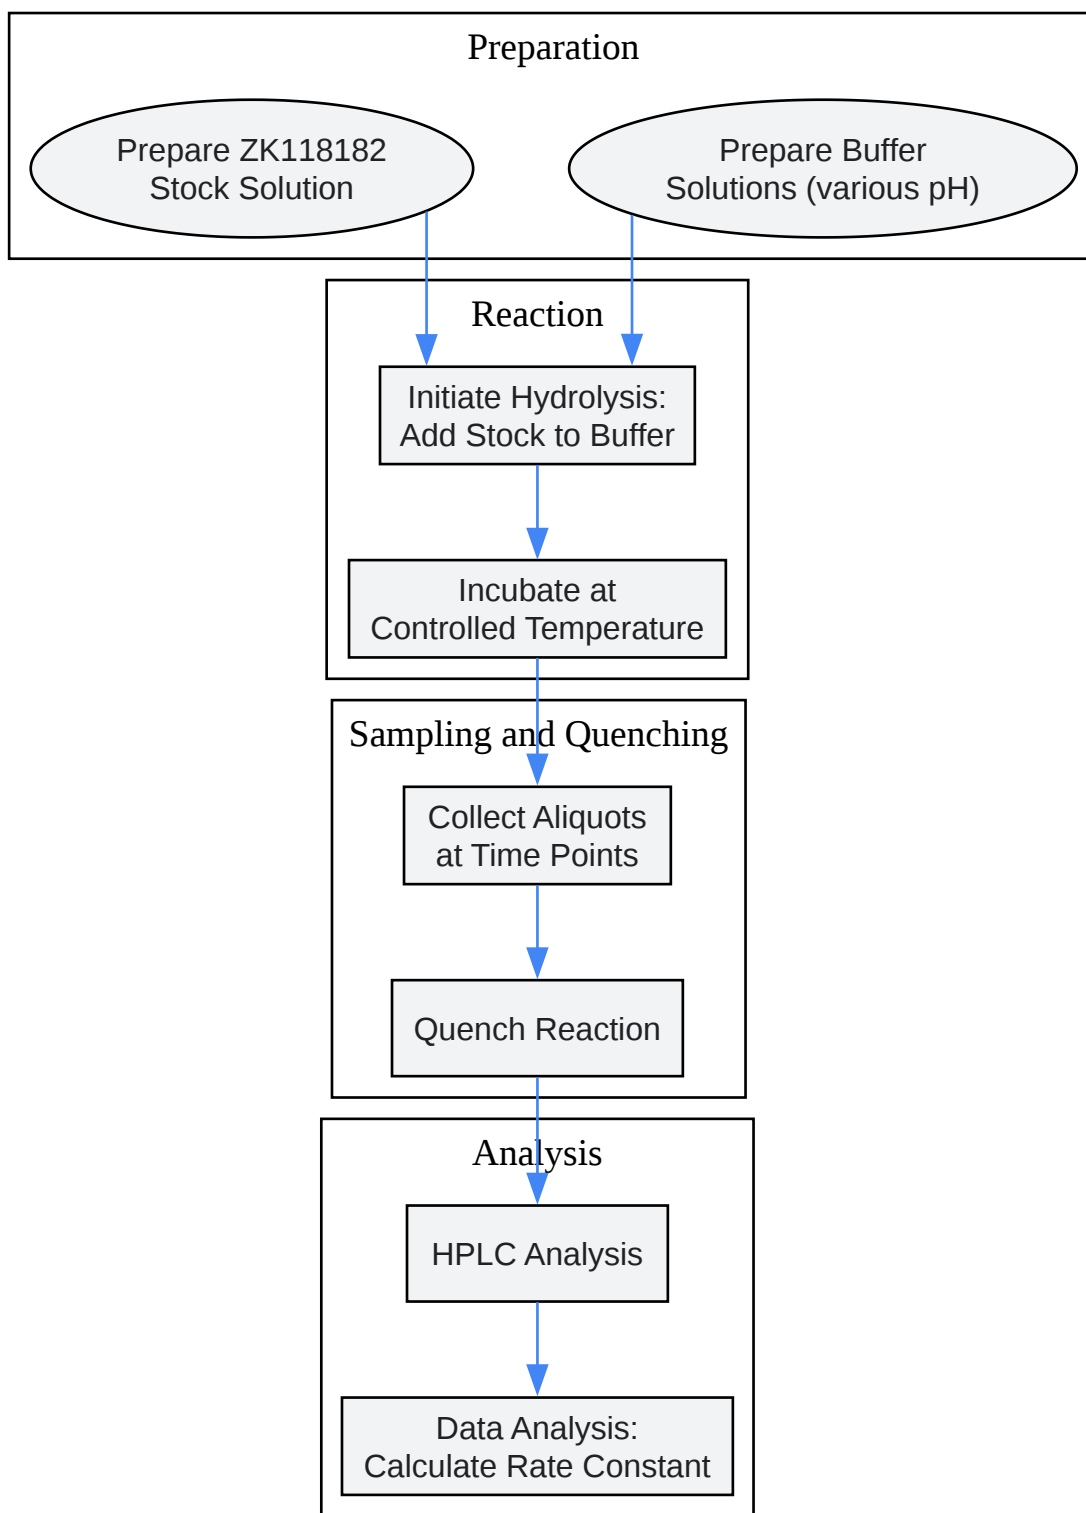 Preparation
Prepare ZK118182
Stock Solution
Prepare Buffer
Solutions (various pH)
Reaction
Initiate Hydrolysis:
Add Stock to Buffer
Incubate at
Controlled Temperature
Sampling and Quenching
Collect Aliquots
at Time Points
Quench Reaction
Analysis
HPLC Analysis
Data Analysis:
Calculate Rate Constant